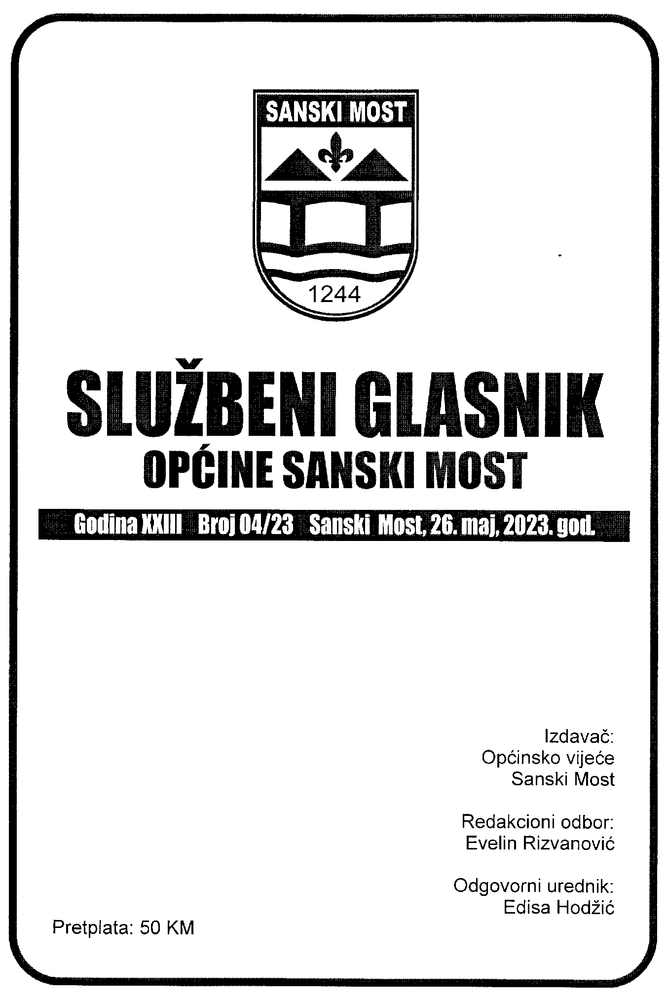 SANSKI MOST
1244
SLUŽBENI GLASNIK
OPĆINE SANSKI MOST
Godina XXIII Broj 04/23 Sanski Most, 26. maj, 2023. god.
Izdavač:
Općinsko vijeće
Sanski Most
Redakcioni odbor:
Evelin Rizvanović
Odgovorni urednik:
Edisa Hodžić
Pretplata: 50 KM